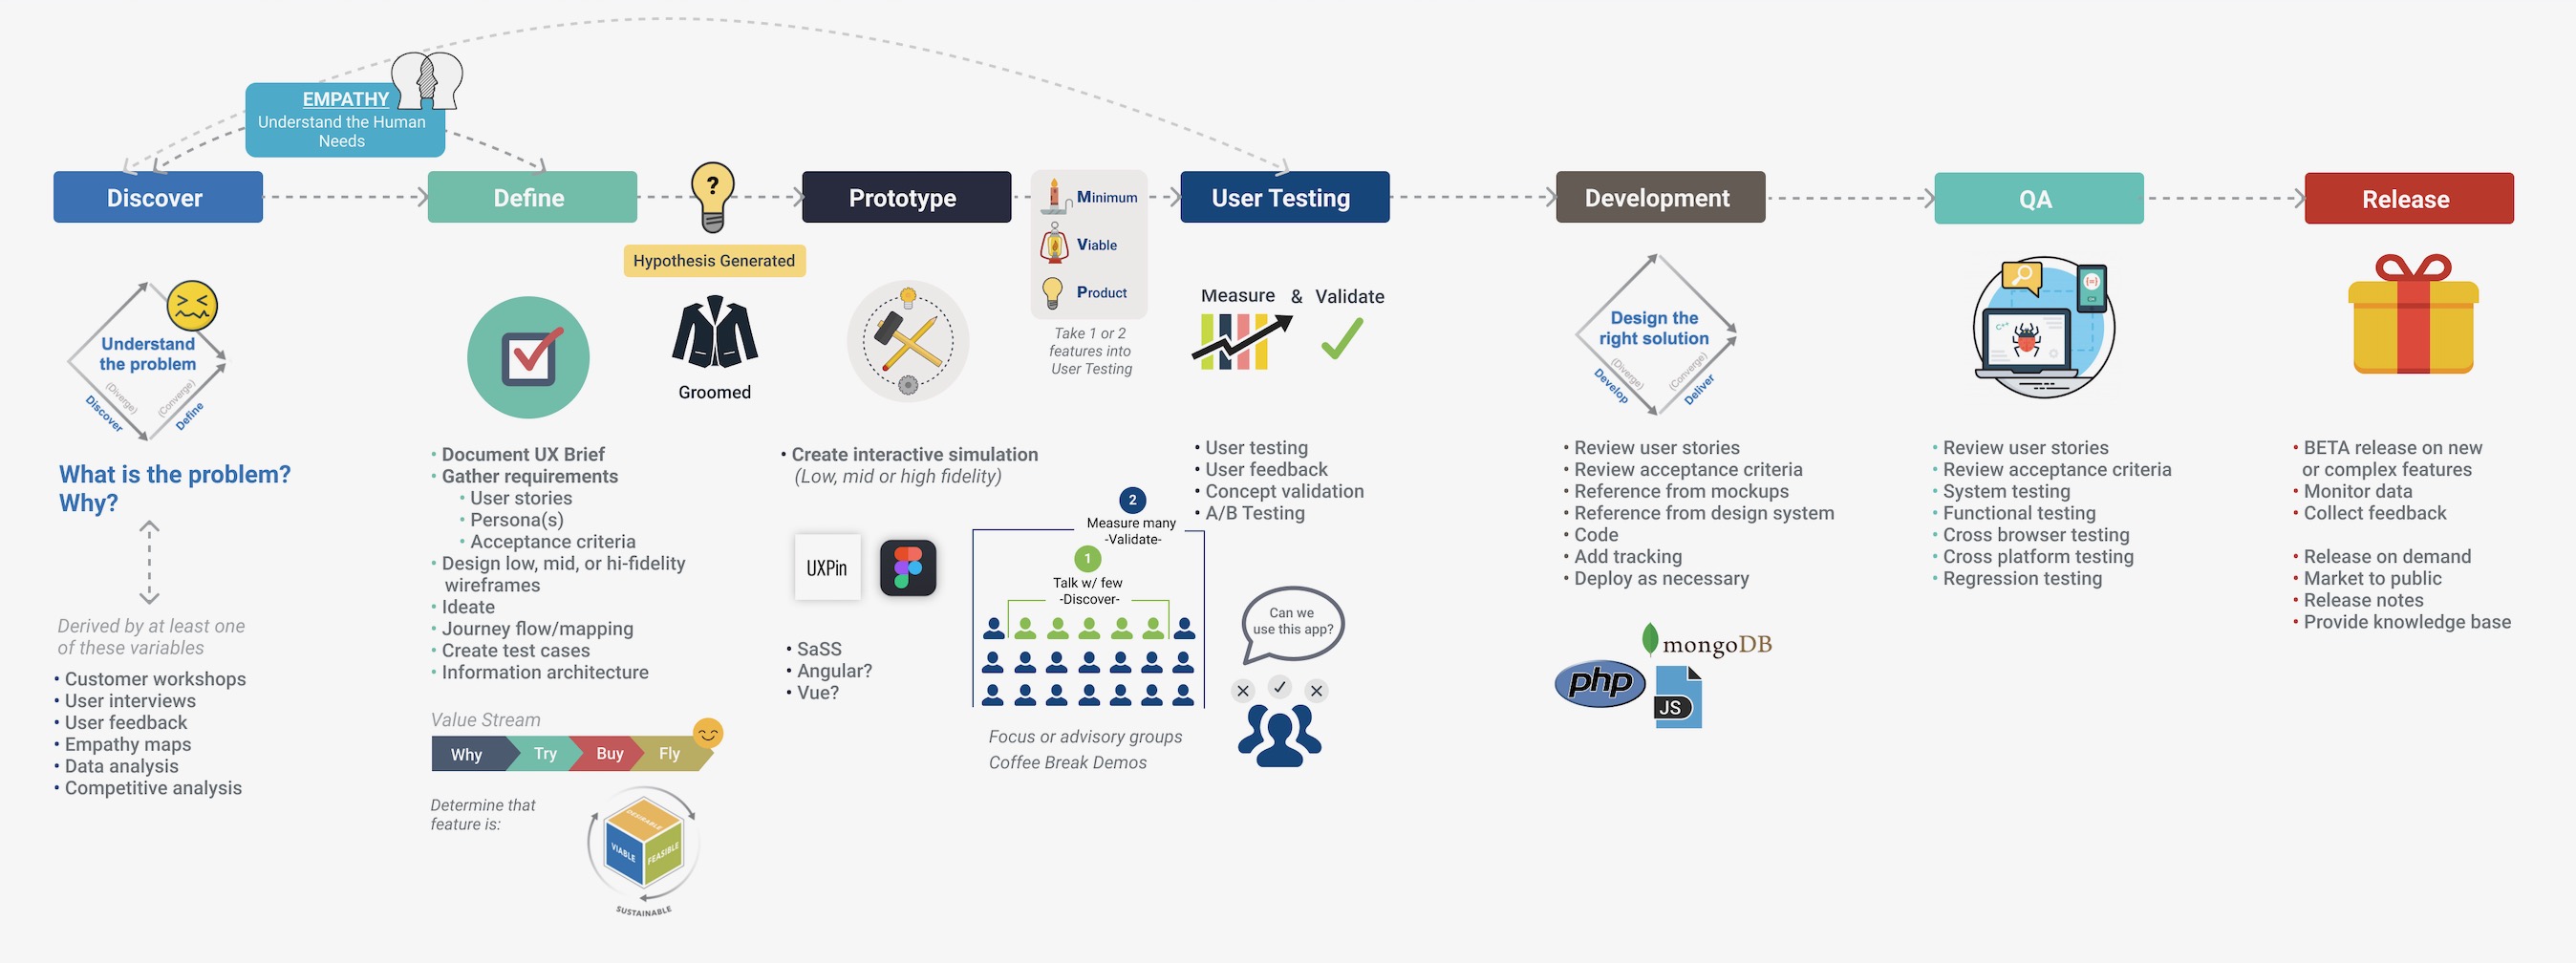 EMPATHY
Understand the Human
Needs
Discover
Define
?
Prototype
Minimum
Viable
Product
User Testing
Development
QA
Release
Hypothesis Generated
Understand
the problem
(Diverge)
(Converge)
Discover
Define
Groomed
Take 1 or 2
features into
User Testing
Measure & Validate
Design the
right solution
(Diverge)
(Converge)
Develop
Deliver
C++
What is the problem?
Why?
Derived by at least one
of these variables
• Customer workshops
• User interviews
• User feedback
• Empathy maps
• Data analysis
• Competitive analysis
• Document UX Brief
• Gather requirements
• User stories
• Persona(s)
• Acceptance criteria
• Design low, mid, or hi-fidelity
wireframes
• Ideate
• Journey flow/mapping
• Create test cases
• Information architecture
Value Stream
Why
Try
Buy
Fly
Determine that
feature is:
DESIRABLE
VIABLE
FEASIBLE
SUSTAINABLE
• Create interactive simulation
(Low, mid or high fidelity)
UXPin
• SaSS
• Angular?
• Vue?
2
Measure many
-Validate-
1
Talk w/ few
-Discover-
Focus or advisory groups
Coffee Break Demos
• User testing
• User feedback
• Concept validation
• A/B Testing
Can we
use this app?
• Review user stories
• Review acceptance criteria
• Reference from mockups
• Reference from design system
• Code
• Add tracking
• Deploy as necessary
mongoDB
php
JS
• Review user stories
• Review acceptance criteria
• System testing
• Functional testing
• Cross browser testing
• Cross platform testing
• Regression testing
• BETA release on new
or complex features
• Monitor data
• Collect feedback
• Release on demand
• Market to public
• Release notes
• Provide knowledge base